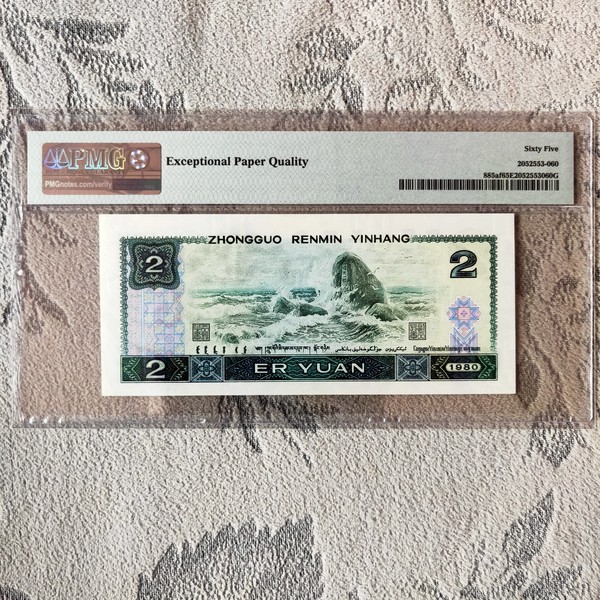 PMG
PMGnotes.com/verify
Exceptional Paper Quality
Sixty Five
2052553-060
885af65E2052553060G
ZHONGGUO RENMIN YINHANG
2
2
2
ER YUAN
1980